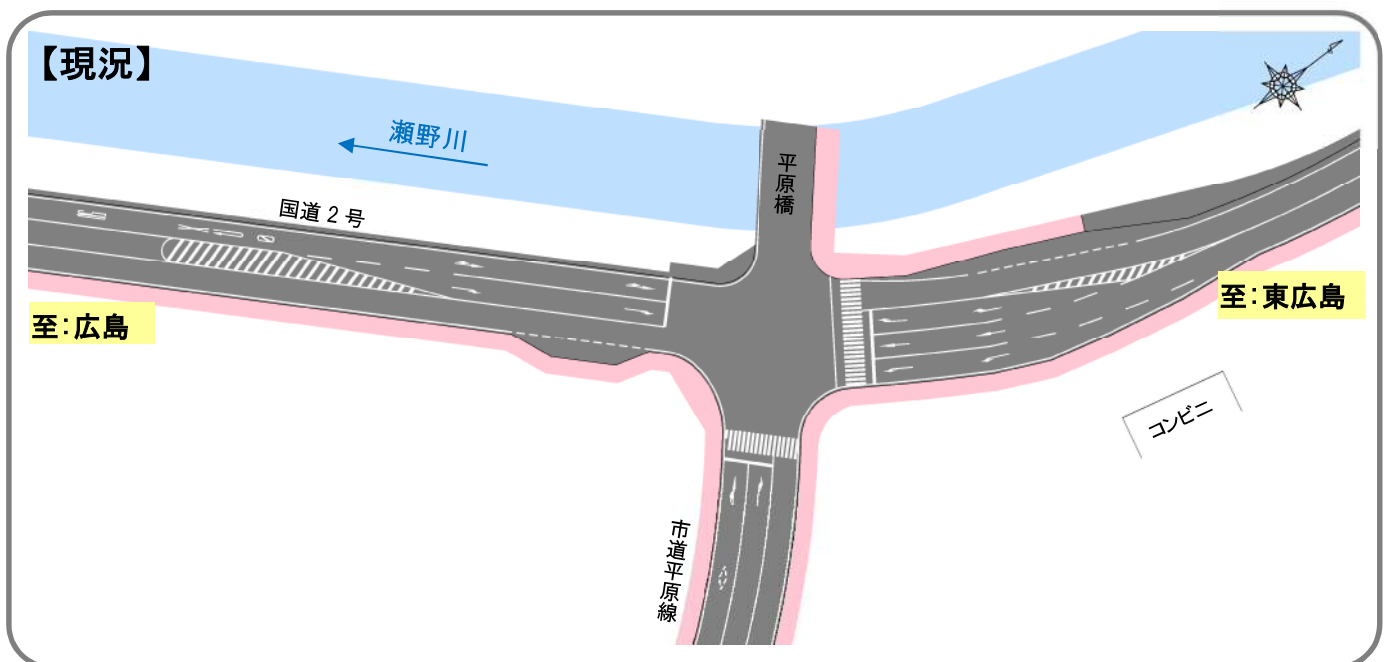 【現況】
瀬野川
平原橋
国道2号
至:広島
至:東広島
コンビニ
市道平原線